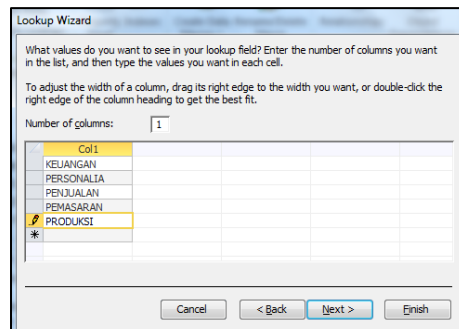 Lookup Wizard
What values do you want to see in your lookup field? Enter the number of columns you want
in the list, and then type the values you want in each cell.
To adjust the width of a column, drag its right edge to the width you want, or double-click the
right edge of the column heading to get the best fit.
Number of columns: 1
Col1
KEUANGAN
PERSONALIA
PENJUALAN
PEMASARAN
PRODUKSI
Cancel < Back Next > Finish